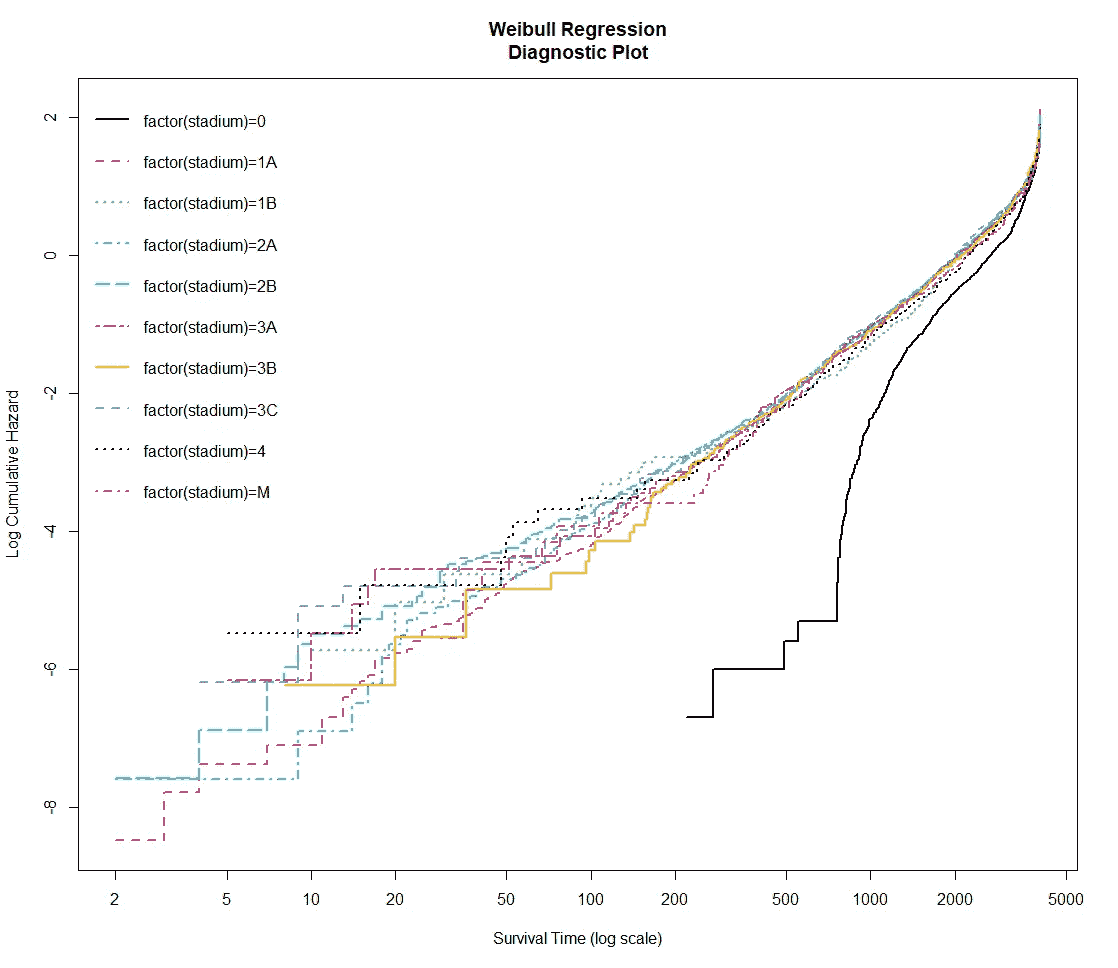 Weibull Regression
Diagnostic Plot
factor(stadium)=0
factor(stadium)=1A
factor(stadium)=1B
factor(stadium)=2A
factor(stadium)=2B
factor(stadium)=3A
factor(stadium)=3B
factor(stadium)=3C
factor(stadium)=4
factor(stadium)=M
Log Cumulative Hazard
2
0
-2
-4
-6
-8
2 5 10 20 50 100 200 500 1000 2000 5000
Survival Time (log scale)